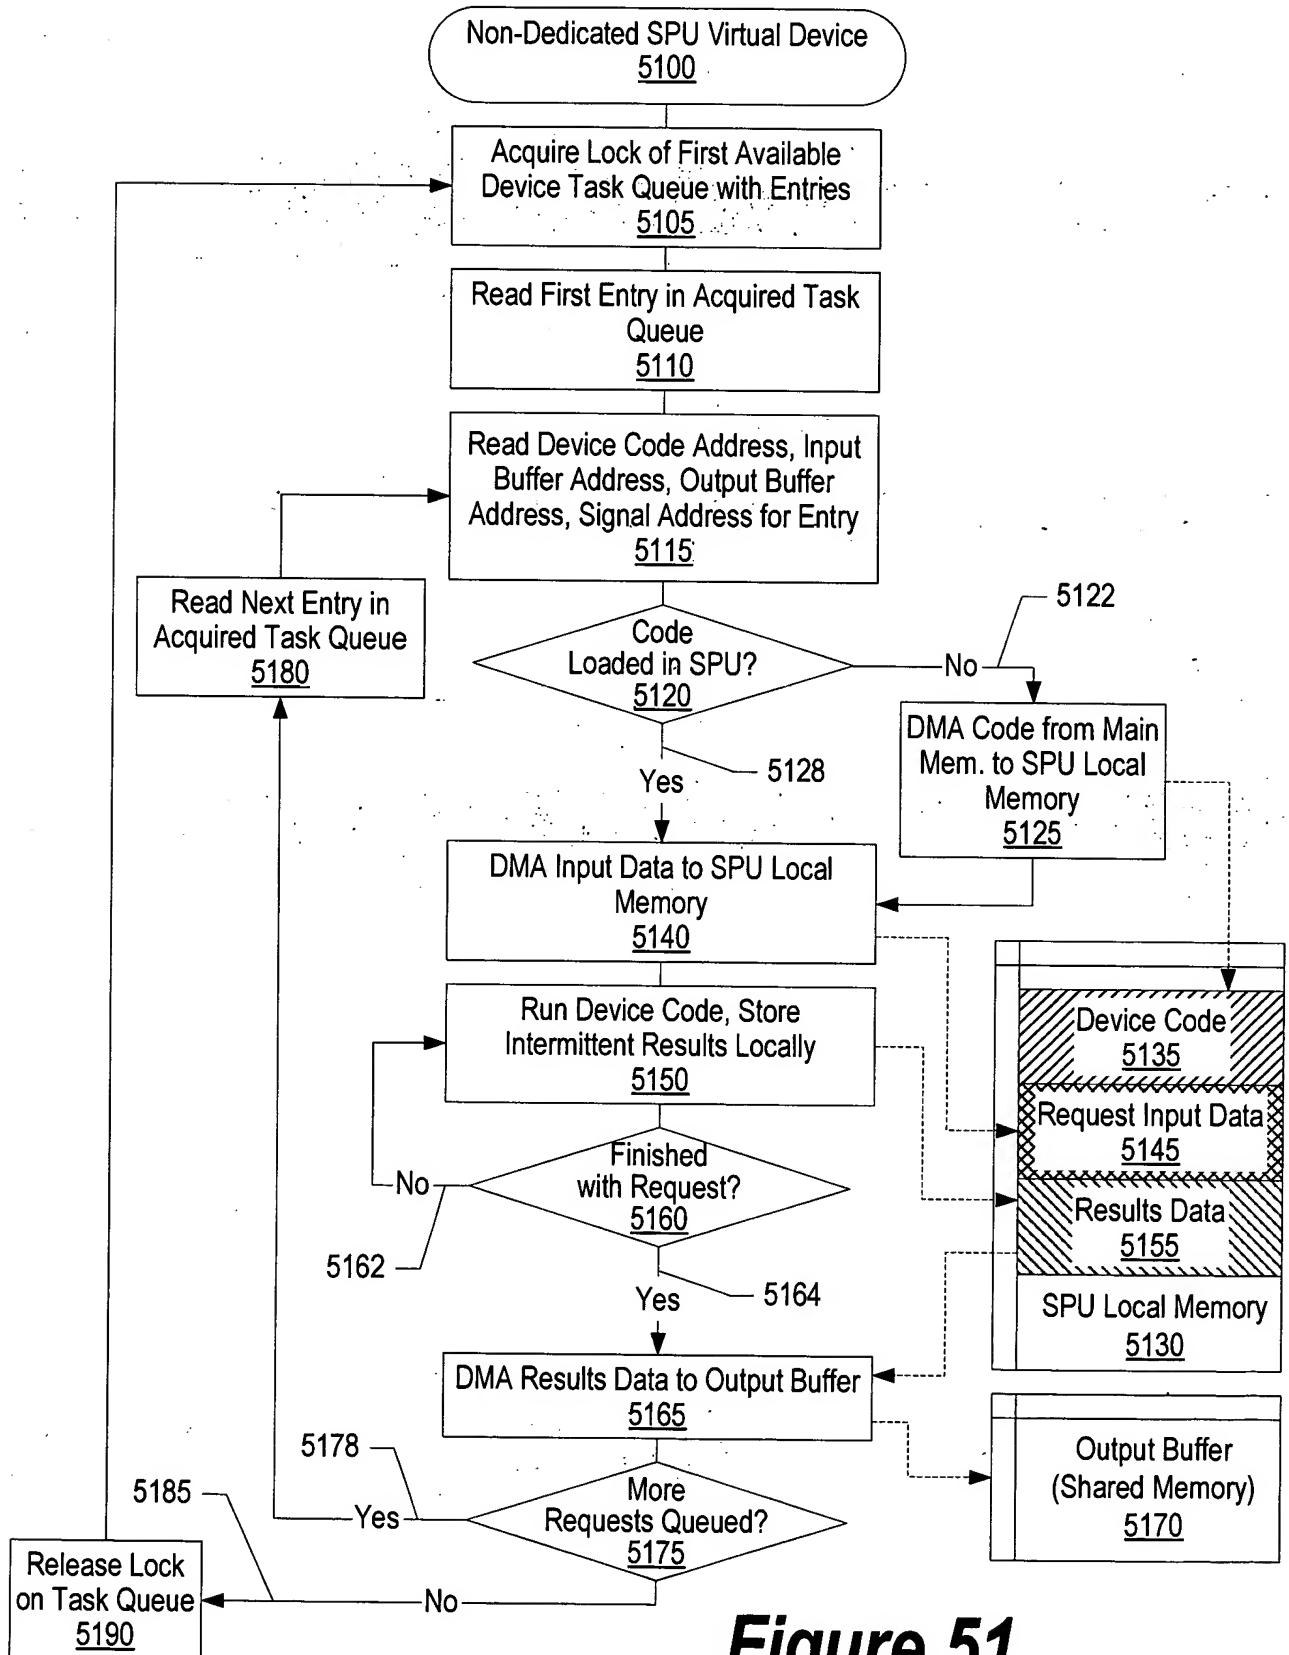 Non-Dedicated SPU Virtual Device
5100
Acquire Lock of First Available
Device Task Queue with Entries
5105
Read First Entry in Acquired Task
Queue
5110
Read Device Code Address, Input
Buffer Address, Output Buffer
Address, Signal Address for Entry
5115
Read Next Entry in
Acquired Task Queue
5180
Code
Loaded in SPU?
5120
No
5122
5128
Yes
DMA Code from Main
Mem. to SPU Local
Memory
5125
DMA Input Data to SPU Local
Memory
5140
Run Device Code, Store
Intermittent Results Locally
5150
Device Code
5135
Request Input Data
5145
Results Data
5155
SPU Local Memory
5130
Finished
with Request?
5160
No
5162
5164
Yes
DMA Results Data to Output Buffer
5165
Output Buffer
(Shared Memory)
5170
5178
More
Requests Queued?
5175
Yes
5185
No
Release Lock
on Task Queue
5190
Figure 51